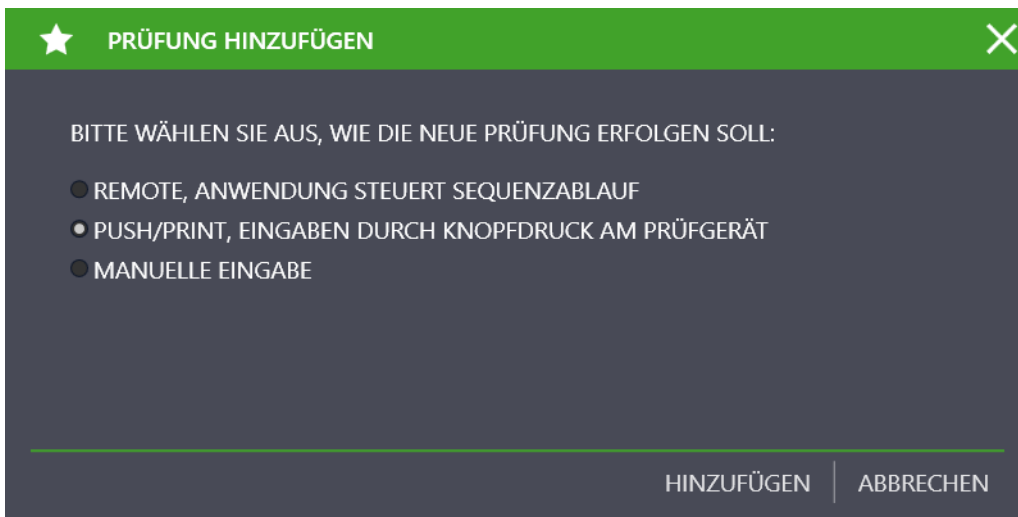 PRÜFUNG HINZUFÜGEN
BITTE WÄHLEN SIE AUS, WIE DIE NEUE PRÜFUNG ERFOLGEN SOLL:
REMOTE, ANWENDUNG STEUERT SEQUENZABLAUF
PUSH/PRINT, EINGABEN DURCH KNOPFDRUCK AM PRÜFGERÄT
MANUELLE EINGABE
HINZUFÜGEN ABBRECHEN